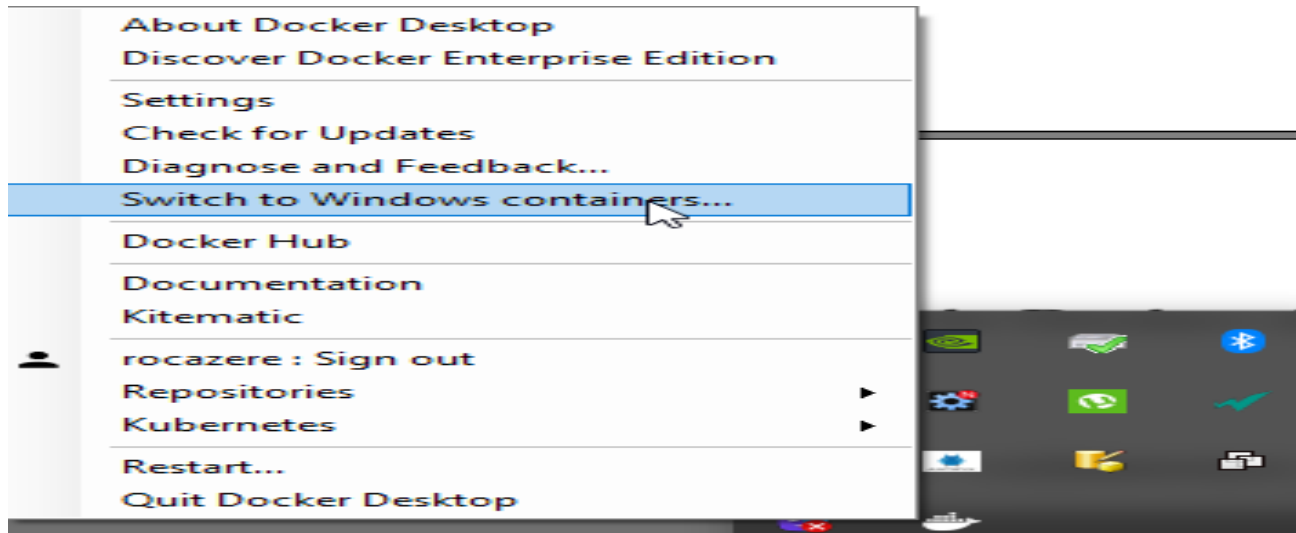 About Docker Desktop
Discover Docker Enterprise Edition
Settings
Check for Updates
Diagnose and Feedback...
Switch to Windows containers...
Docker Hub
Documentation
Kitematic
rocazere : Sign out
Repositories
Kubernetes
Restart...
Quit Docker Desktop